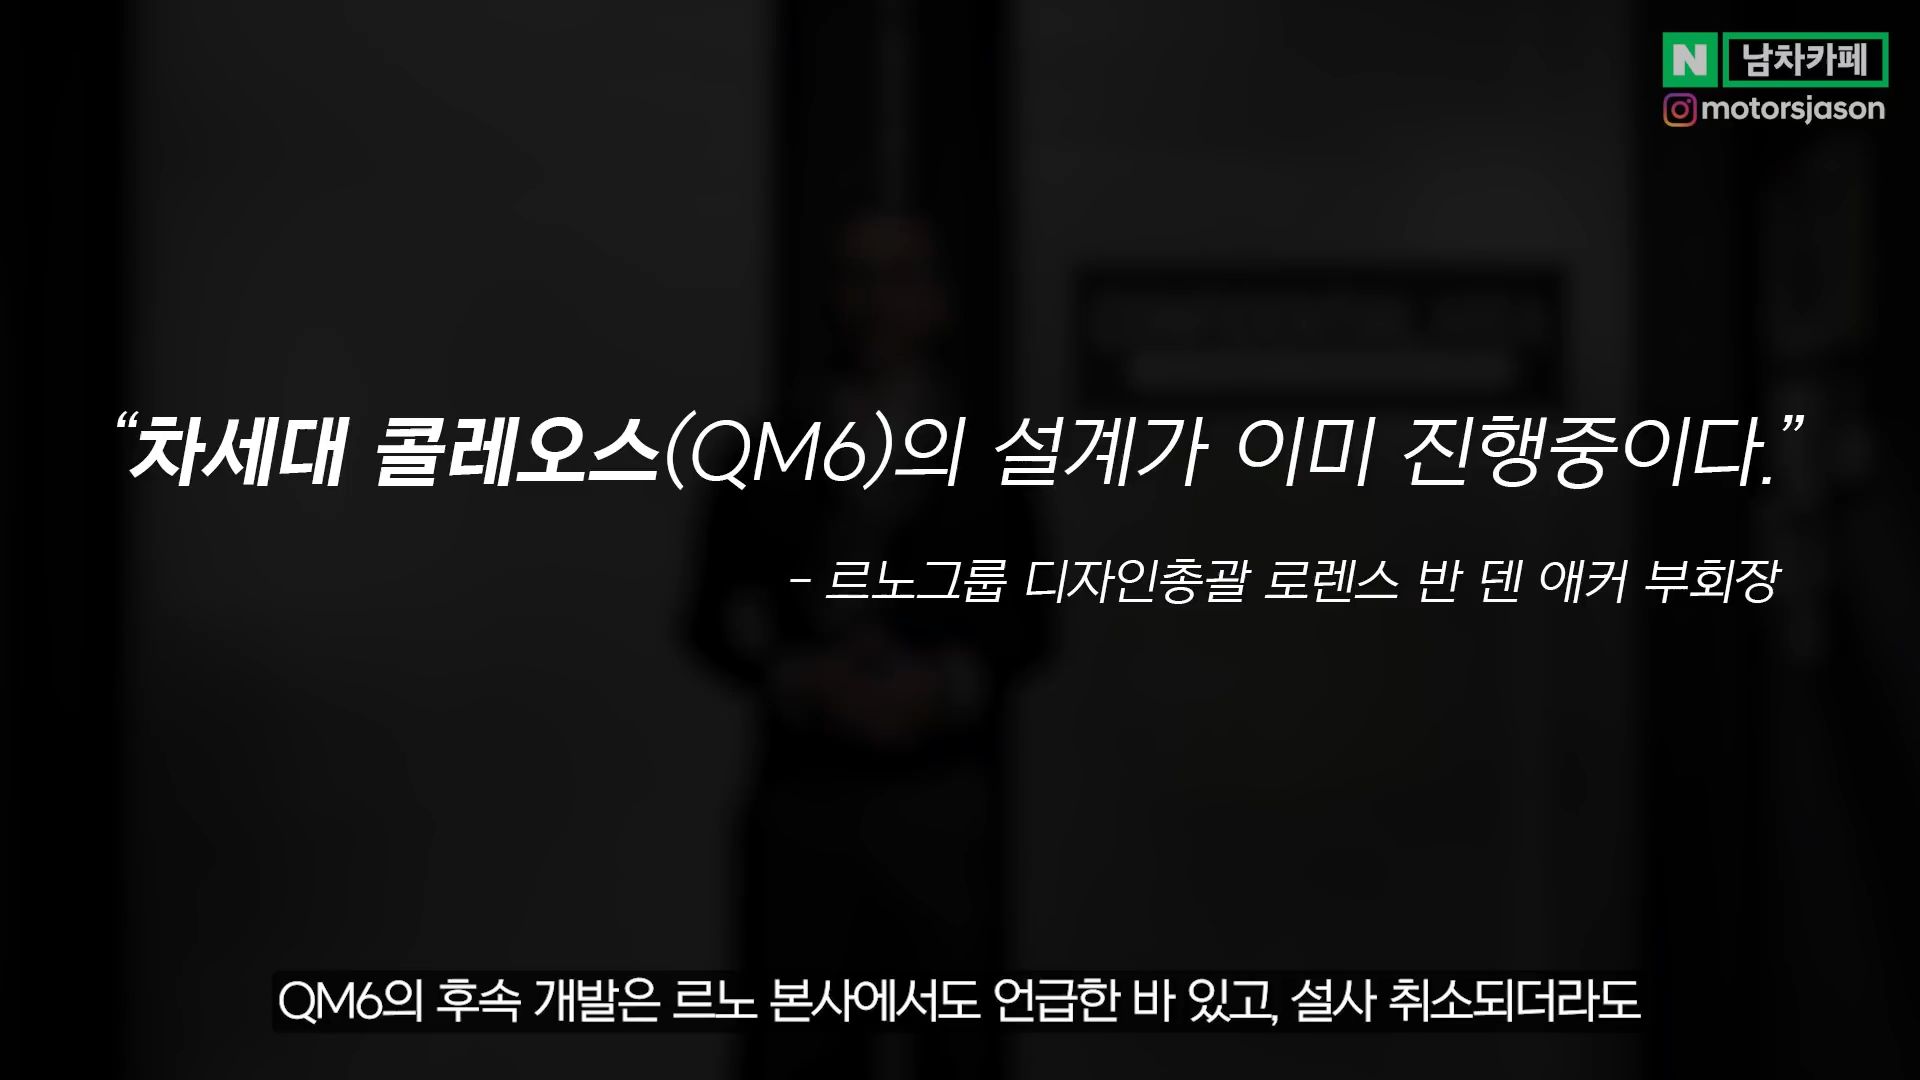 N 남차카페
motorsjason
“차세대 콜레오스(QM6)의 설계가 이미 진행중이다.”
- 르노그룹 디자인총괄 로렌스 반 덴 애커 부회장
QM6의 후속 개발은 르노 본사에서도 언급한 바 있고, 설사 취소되더라도